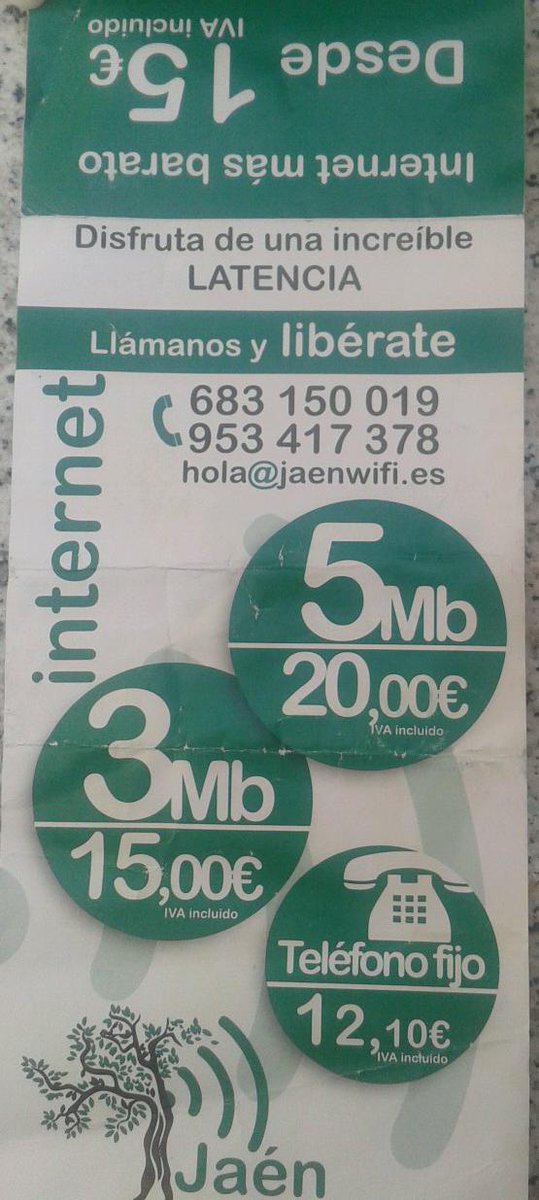 Internet más barato
Desde 15€
IVA incluido
Disfruta de una increíble
LATENCIA
Llámanos y libérate
683 150 019
953 417 378
hola@jaenwifi.es
internet
5Mb
20,00€
IVA incluido
3Mb
15,00€
IVA incluido
Teléfono fijo
12,10€
IVA incluido
Jaén